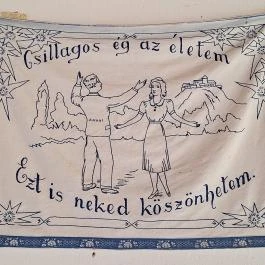 Csillagos ég az életem
Ezt is neked köszönhetem.